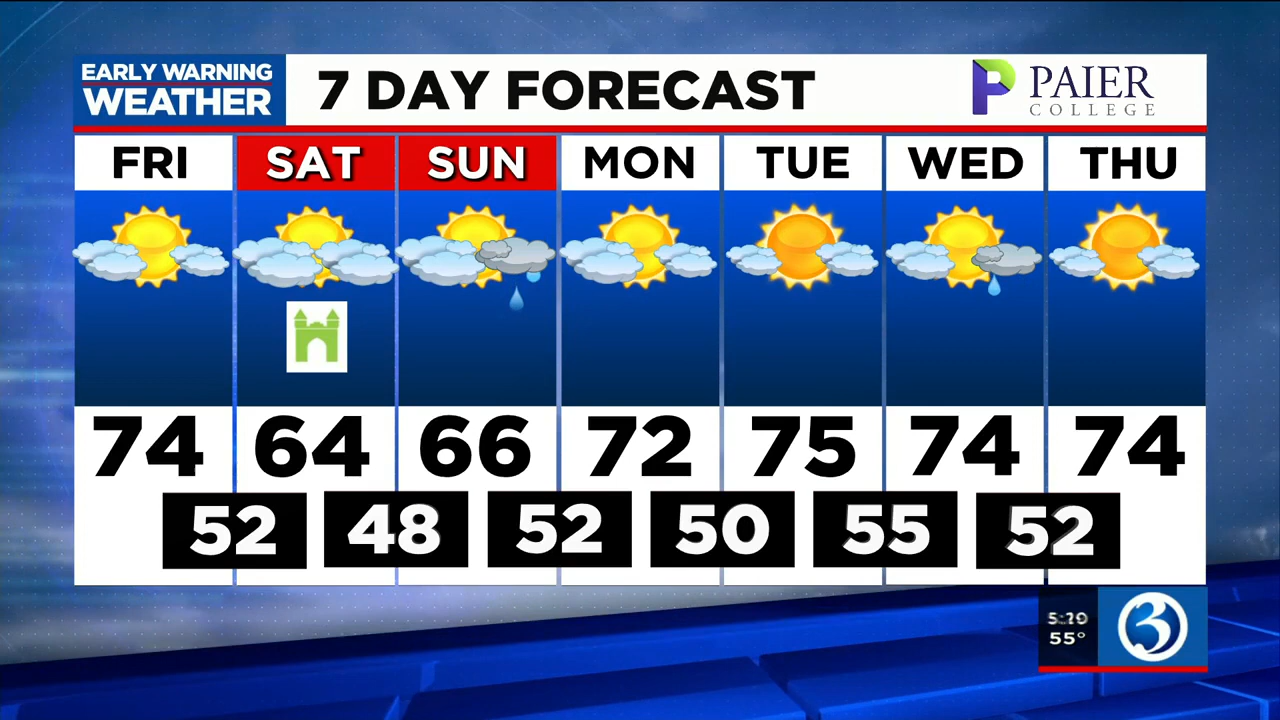 EARLY WARNING
WEATHER
7 DAY FORECAST
PAIER
COLLEGE
FRI SAT SUN MON TUE WED THU
74 64 66 72 75 74 74
52 48 52 50 55 52
55°
3